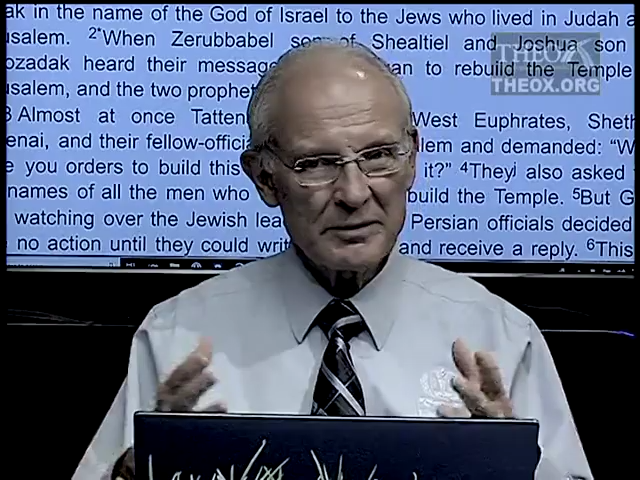 ak in the name of the God of Israel to the Jews who lived in Judah a
usalem. 2*When Zerubbabel son of Shealtiel and Joshua son
ozadak heard their message an to rebuild the Temple
usalem, and the two prophet
3 Almost at once Tatten West Euphrates, Sheth
enai, and their fellow-offici lem and demanded: “W
e you orders to build this it?” 4They also asked
names of all the men who build the Temple. 5But G
watching over the Jewish lea Persian officials decided
no action until they could writ and receive a reply. 6This
THEOX
THEOX.ORG